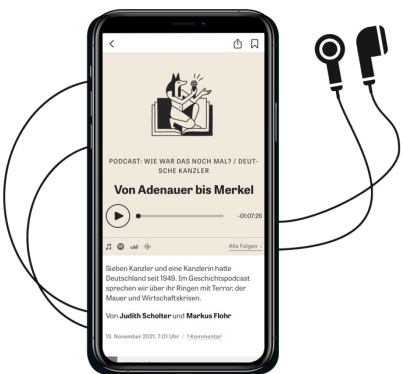 PODCAST: WIE WAR DAS NOCH MAL? / DEUT-
SCHE KANZLER
Von Adenauer bis Merkel
-01:07:26
Alle Folgen ›
Sieben Kanzler und eine Kanzlerin hatte
Deutschland seit 1949. Im Geschichtspodcast
sprechen wir über ihr Ringen mit Terror, der
Mauer und Wirtschaftskrisen.
Von Judith Scholter und Markus Flohr
13. November 2021, 7.01 Uhr / 1 Kommentar